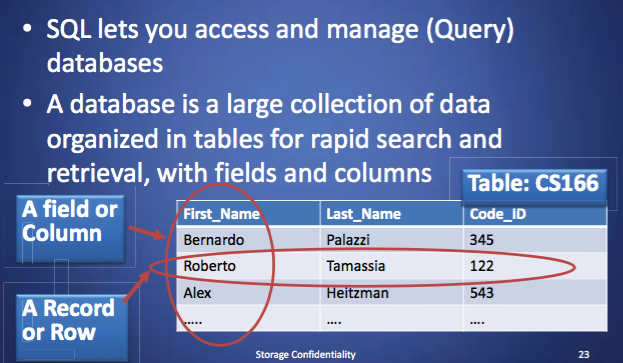 • SQL lets you access and manage (Query)
databases
• A database is a large collection of data
organized in tables for rapid search and
retrieval, with fields and columns
Table: CS166
A field or
Column
First_Name Last_Name Code_ID
Bernardo Palazzi 345
Roberto Tamassia 122
Alex Heitzman 543
..... .... ....
A Record
or Row
Storage Confidentiality 23